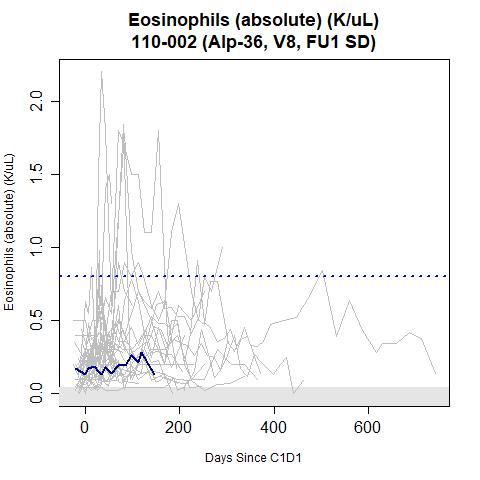 Eosinophils (absolute) (K/uL)
110-002 (Alp-36, V8, FU1 SD)
Eosinophils (absolute) (K/uL)
2.0
1.5
1.0
0.5
0.0
0
200
400
600
Days Since C1D1